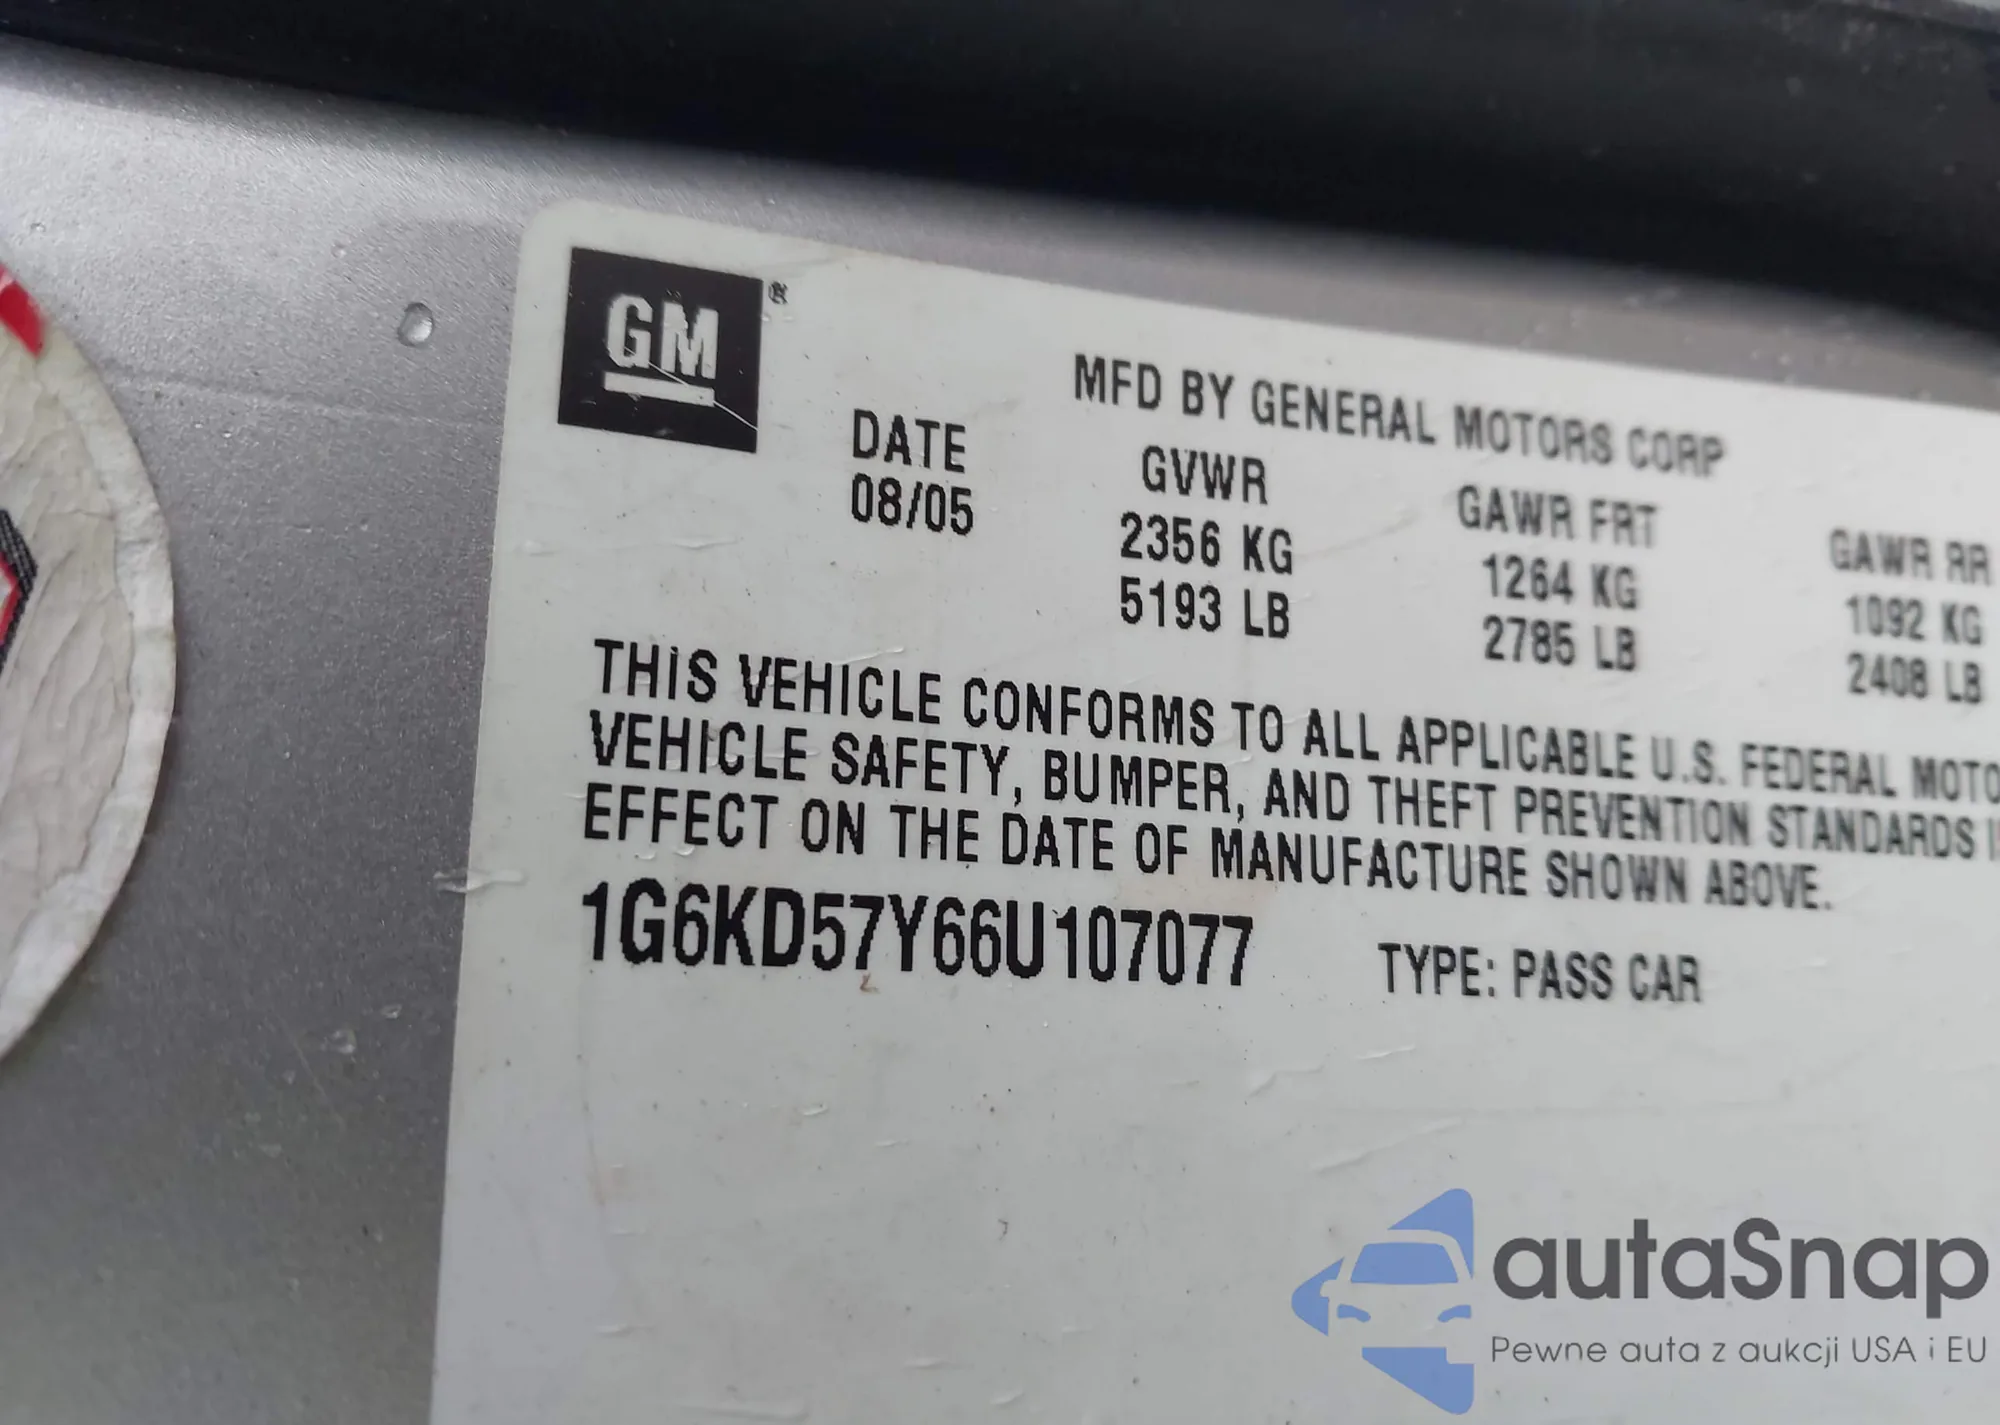 GM®
MFD BY GENERAL MOTORS CORP
DATE GVWR GAWR FRT GAWR RR
08/05 2356 KG 1264 KG 1092 KG
5193 LB 2785 LB 2408 LB
THIS VEHICLE CONFORMS TO ALL APPLICABLE U.S. FEDERAL MOTO
VEHICLE SAFETY, BUMPER, AND THEFT PREVENTION STANDARDS I
EFFECT ON THE DATE OF MANUFACTURE SHOWN ABOVE.
1G6KD57Y66U107077 TYPE: PASS CAR
autaSnap
Pewne auta z aukcji USA i EU